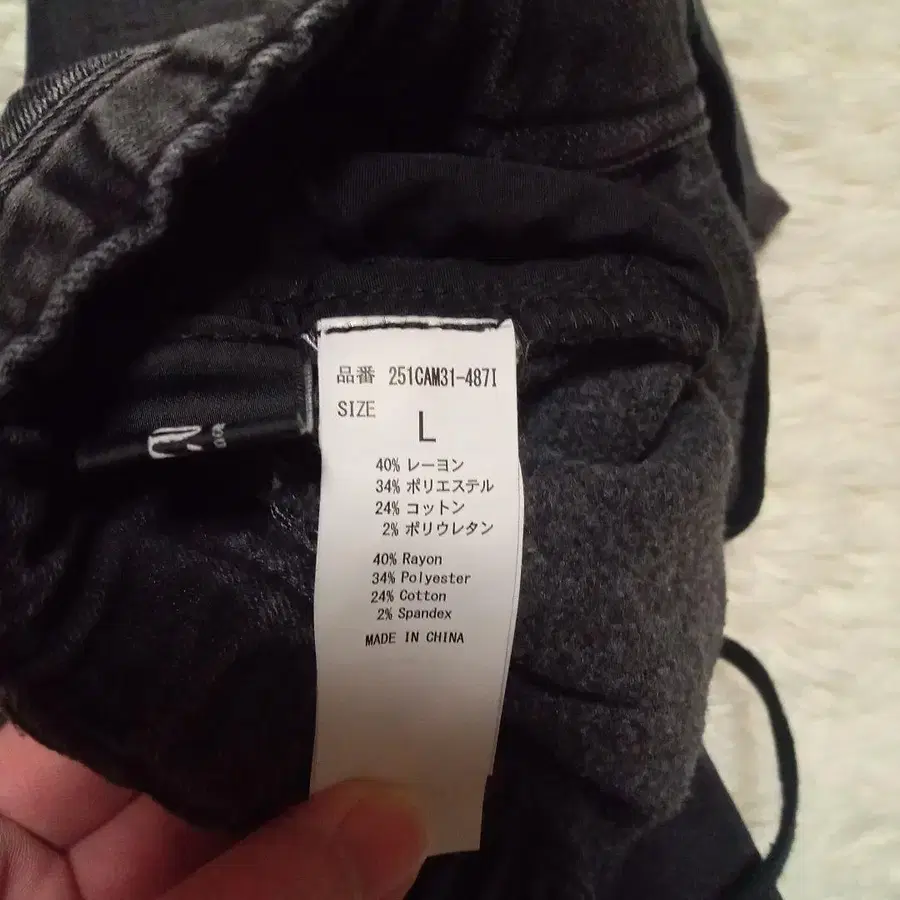 品番 251CAM31-487I
SIZE
L
40% レーヨン
34% ポリエステル
24% コットン
2% ポリウレタン
40% Rayon
34% Polyester
24% Cotton
2% Spandex
MADE IN CHINA